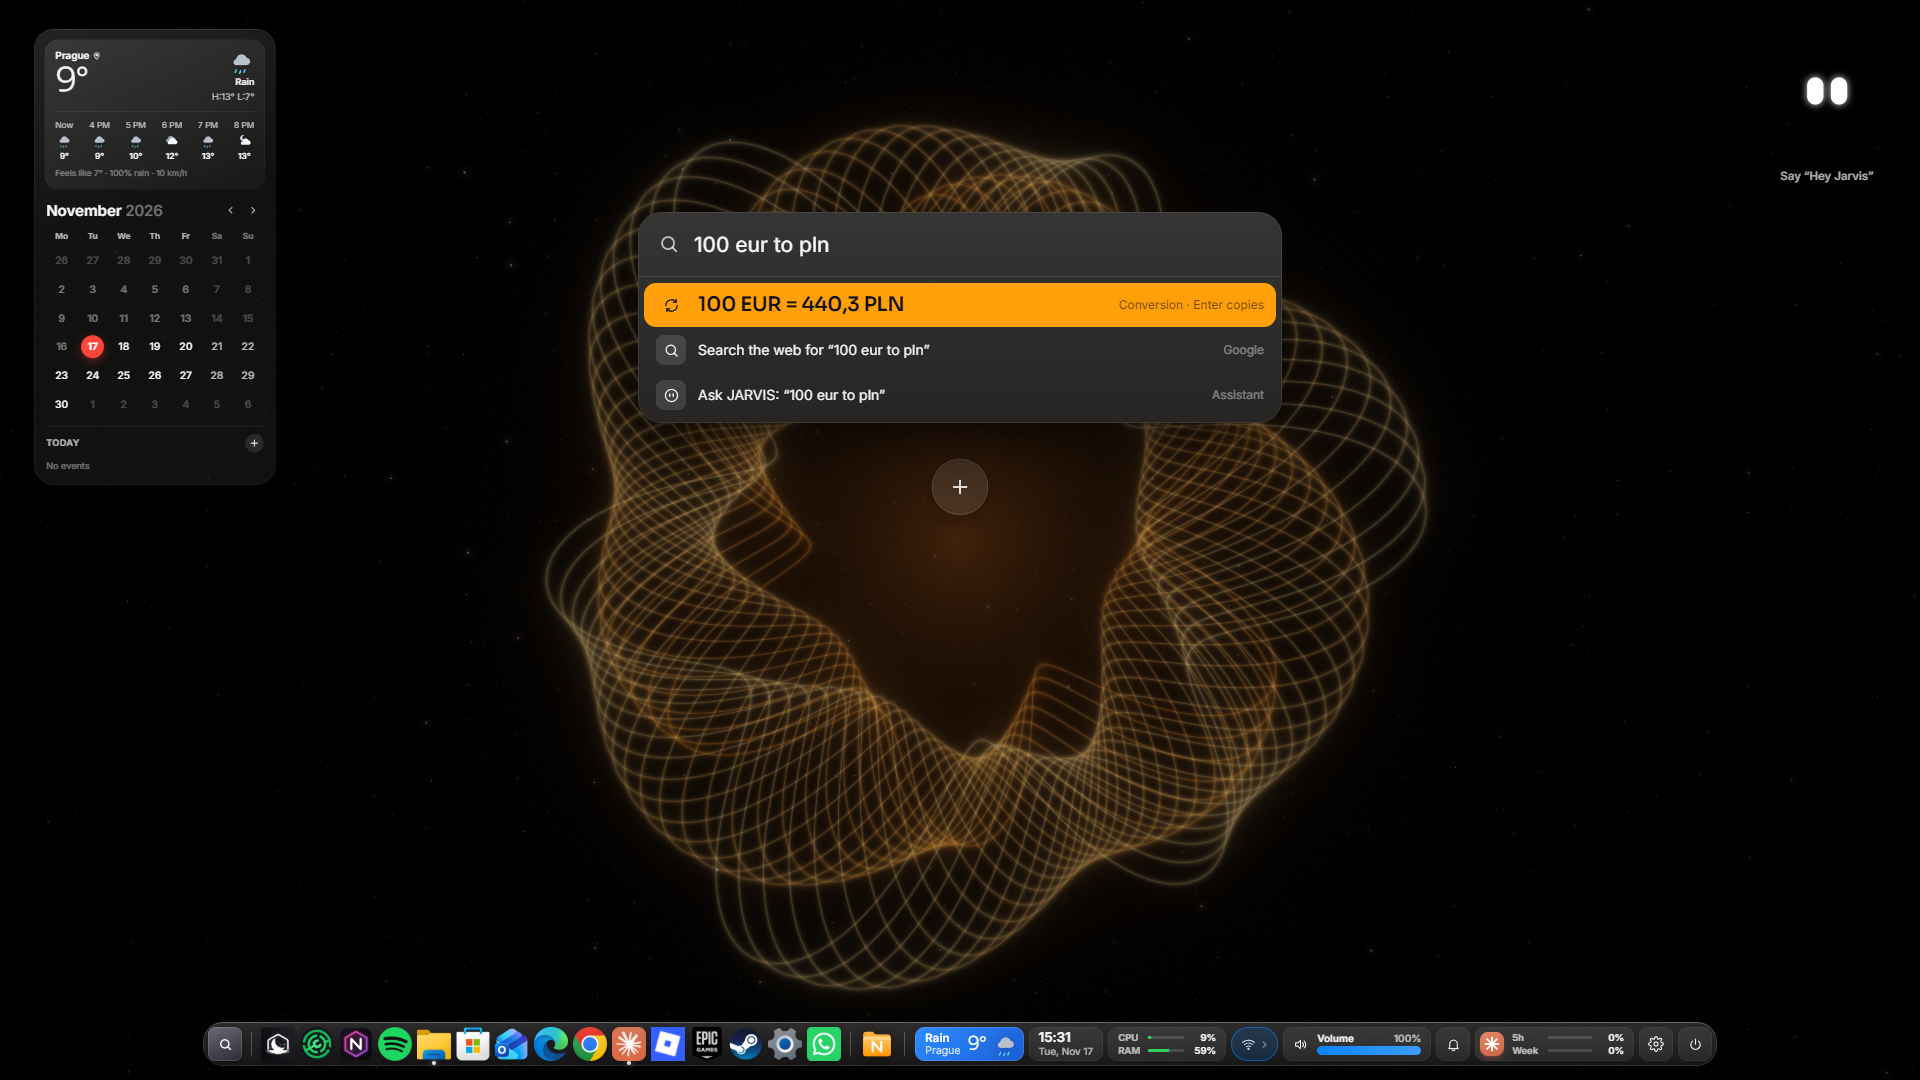 Prague
9°
Rain
H:13° L:7°
Now 4 PM 5 PM 6 PM 7 PM 8 PM
9° 9° 10° 12° 13° 13°
Feels like 7° · 100% rain · 10 km/h
November 2026
Mo Tu We Th Fr Sa Su
26 27 28 29 30 31 1
2 3 4 5 6 7 8
9 10 11 12 13 14 15
16 17 18 19 20 21 22
23 24 25 26 27 28 29
30 1 2 3 4 5 6
TODAY
No events
100 eur to pln
100 EUR = 440,3 PLN Conversion · Enter copies
Search the web for “100 eur to pln” Google
Ask JARVIS: “100 eur to pln” Assistant
Say “Hey Jarvis”
EPIC
GAMES
Rain
Prague
9°
15:31
Tue, Nov 17
CPU 9%
RAM 59%
Volume 100%
5h 0%
Week 0%